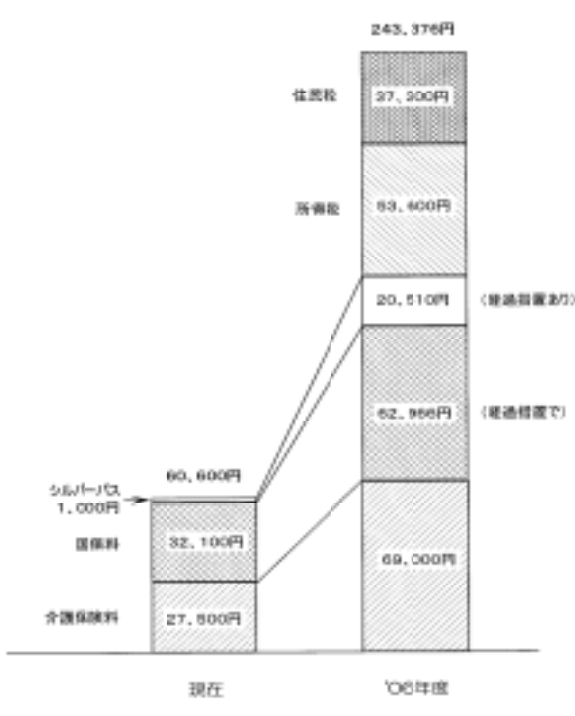 243,376円
住民税
37,300円
所得税
53,600円
20,510円
(経過措置あり)
62,966円
(経過措置で)
69,000円
60,600円
シルバーパス
1,000円
国保料
32,100円
介護保険料
27,500円
現在
'06年度